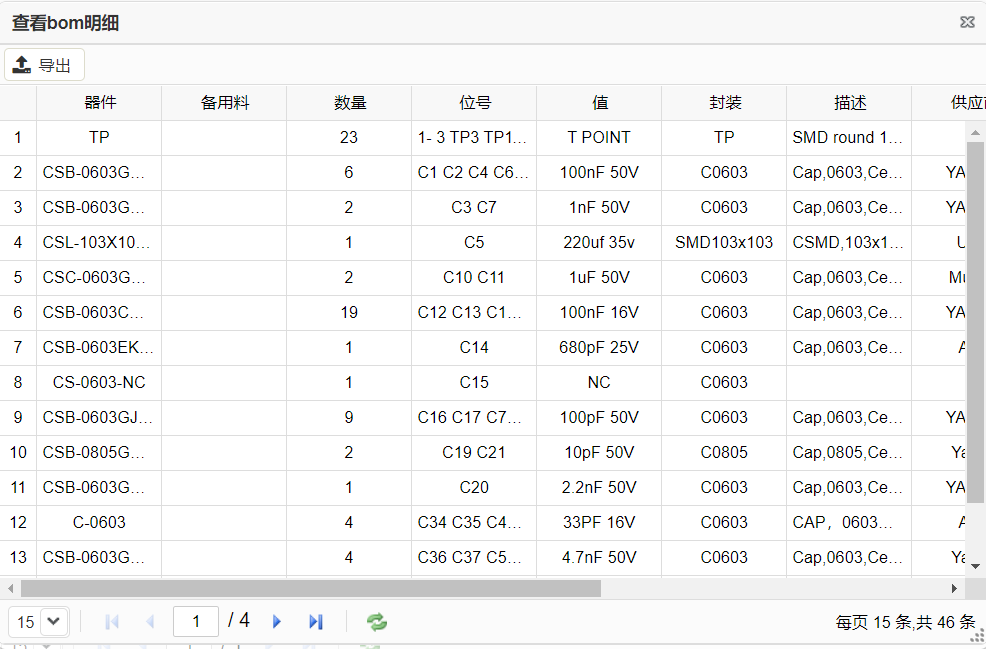 查看bom明细
导出
器件 备用料 数量 位号 值 封装 描述 供应商
1 TP 23 1- 3 TP3 TP1... T POINT TP SMD round 1...
2 CSB-0603G... 6 C1 C2 C4 C6... 100nF 50V C0603 Cap,0603,Ce... YA
3 CSB-0603G... 2 C3 C7 1nF 50V C0603 Cap,0603,Ce... YA
4 CSL-103X10... 1 C5 220uf 35v SMD103x103 CSMD,103x1...
5 CSC-0603G... 2 C10 C11 1uF 50V C0603 Cap,0603,Ce... Mu
6 CSB-0603C... 19 C12 C13 C1... 100nF 16V C0603 Cap,0603,Ce... YA
7 CSB-0603EK... 1 C14 680pF 25V C0603 Cap,0603,Ce... A
8 CS-0603-NC 1 C15 NC C0603
9 CSB-0603GJ... 9 C16 C17 C7... 100pF 50V C0603 Cap,0603,Ce... YA
10 CSB-0805G... 2 C19 C21 10pF 50V C0805 Cap,0805,Ce... Ya
11 CSB-0603G... 1 C20 2.2nF 50V C0603 Cap,0603,Ce... YA
12 C-0603 4 C34 C35 C4... 33PF 16V C0603 CAP，0603... A
13 CSB-0603G... 4 C36 C37 C5... 4.7nF 50V C0603 Cap,0603,Ce... Ya
15 1 / 4 每页 15 条,共 46 条